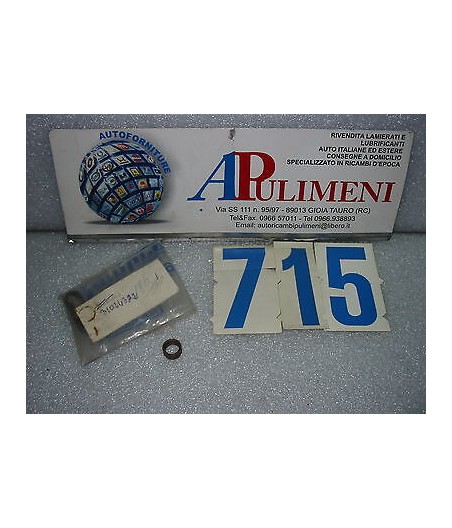 AUTOFORNITURE
RIVENDITA LAMIERATI E
LUBRIFICANTI
AUTO ITALIANE ED ESTERE
CONSEGNE A DOMICILIO
SPECIALIZZATO IN RICAMBI D'EPOCA
APULIMENI
Via SS 111 n. 95/97 - 89013 GIOIA TAURO (RC)
Tel&Fax. 0966 57011 - Tel 0966.938893
Email: autoricambipulimeni@libero.it
715